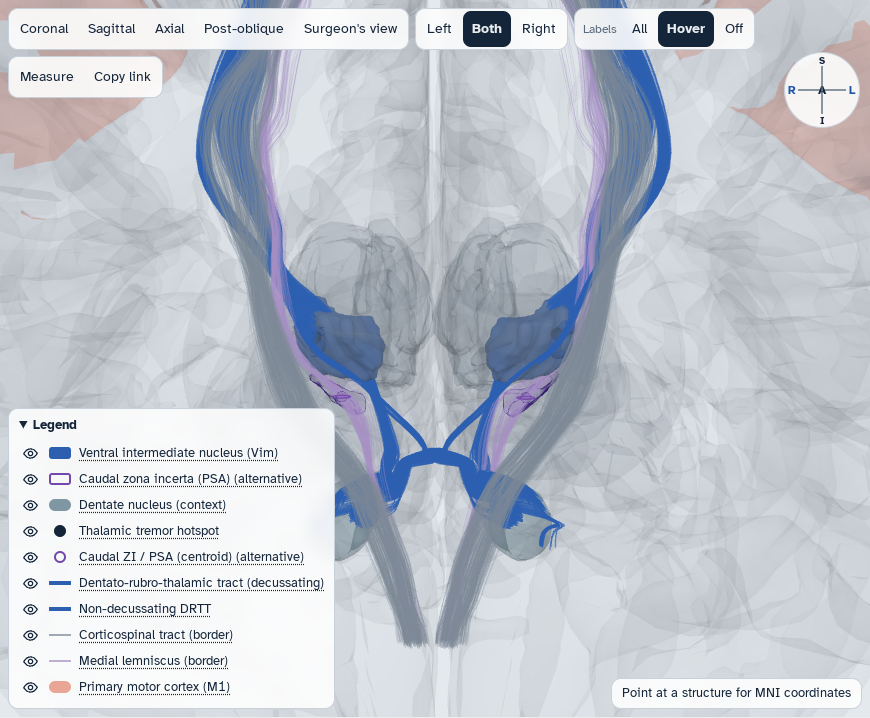 Coronal Sagittal Axial Post-oblique Surgeon's view Left Both Right Labels All Hover Off
Measure Copy link
S
R A L
I
▼ Legend
Ventral intermediate nucleus (Vim)
Caudal zona incerta (PSA) (alternative)
Dentate nucleus (context)
Thalamic tremor hotspot
Caudal ZI / PSA (centroid) (alternative)
Dentato-rubro-thalamic tract (decussating)
Non-decussating DRTT
Corticospinal tract (border)
Medial lemniscus (border)
Primary motor cortex (M1)
Point at a structure for MNI coordinates